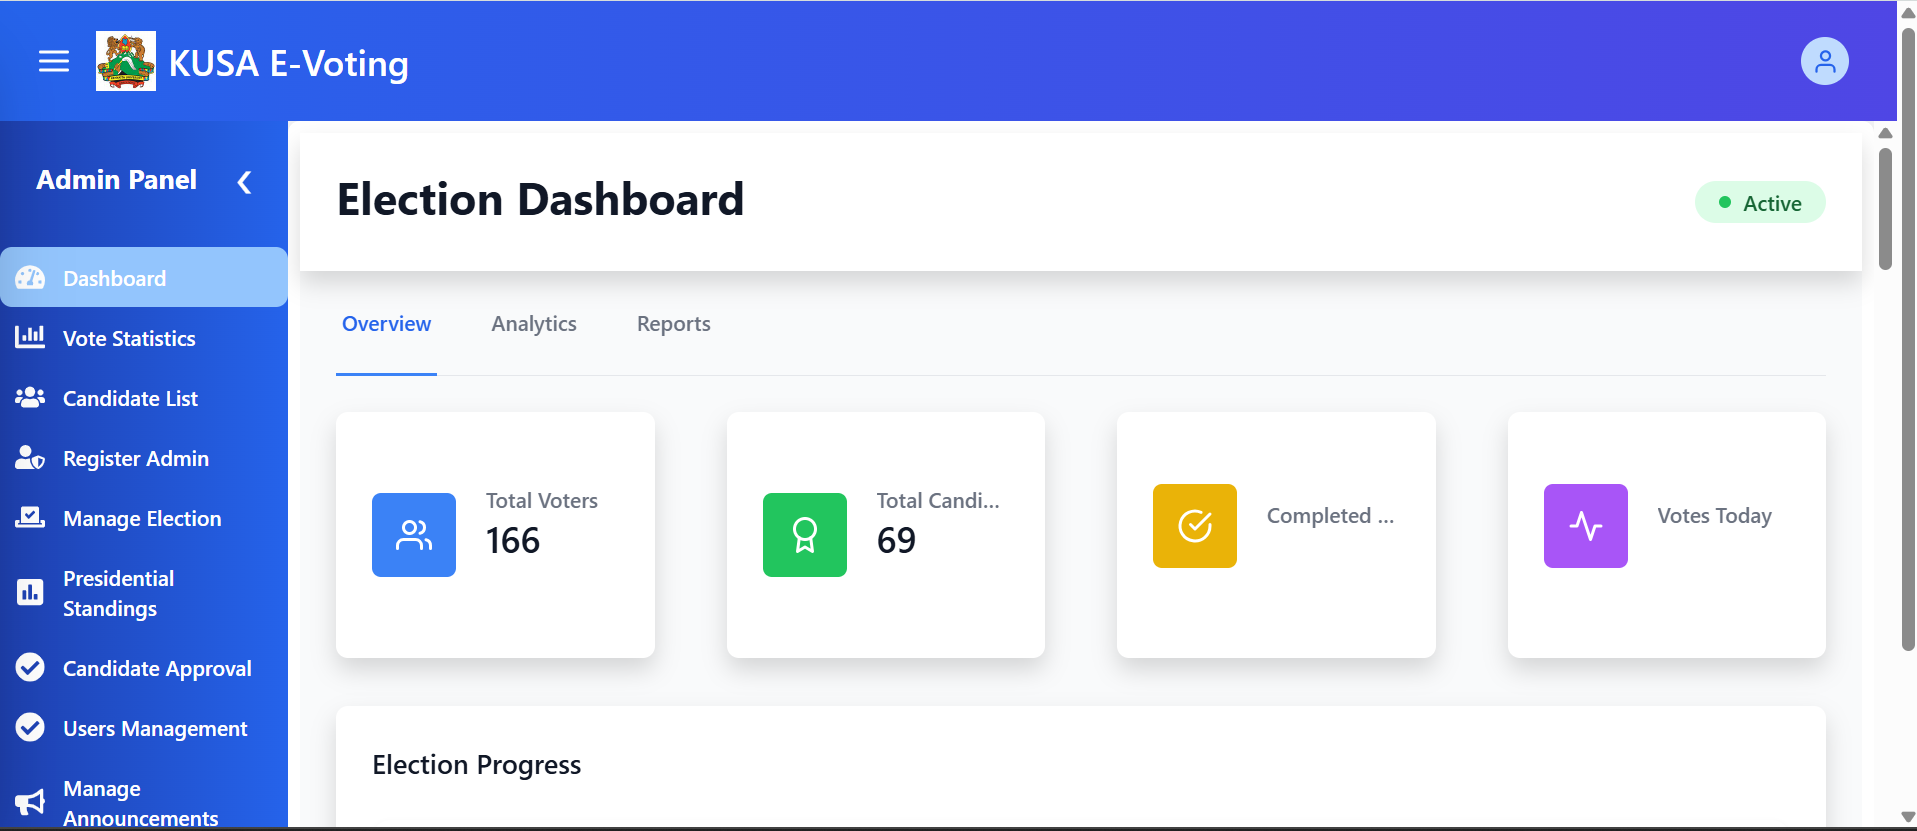 KUSA E-Voting
Admin Panel
Dashboard
Vote Statistics
Candidate List
Register Admin
Manage Election
Presidential
Standings
Candidate Approval
Users Management
Manage
Announcements
Election Dashboard
Active
Overview
Analytics
Reports
Total Voters
166
Total Candi...
69
Completed ...
Votes Today
Election Progress